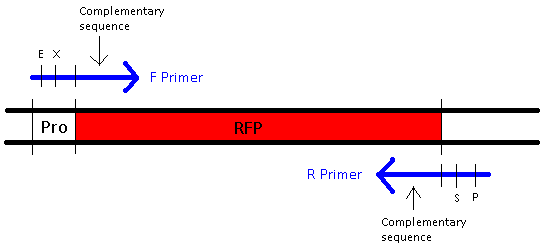 Complementary
sequence
E X
F Primer
Pro
RFP
R Primer
S P
Complementary
sequence